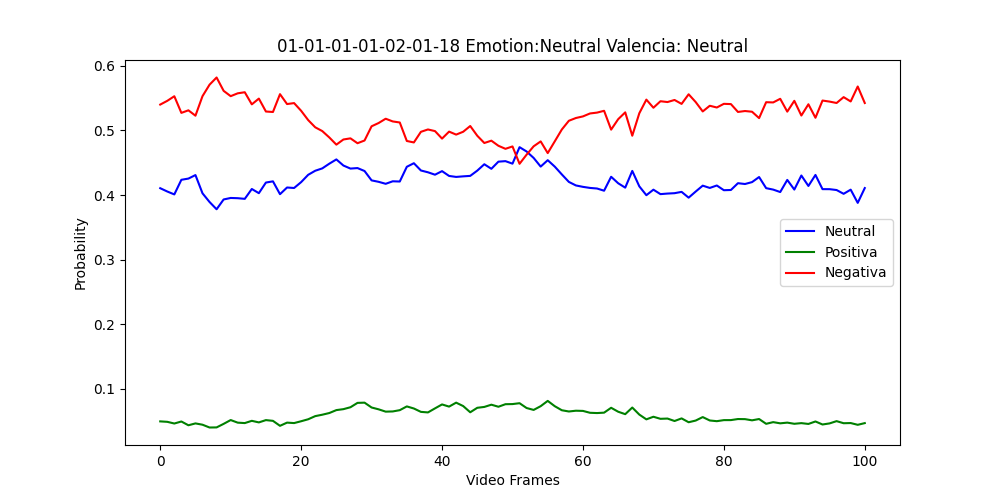 01-01-01-01-02-01-18 Emotion:Neutral Valencia: Neutral
0.6
0.5
0.4
0.3
0.2
0.1
Probability
Neutral
Positiva
Negativa
0 20 40 60 80 100
Video Frames